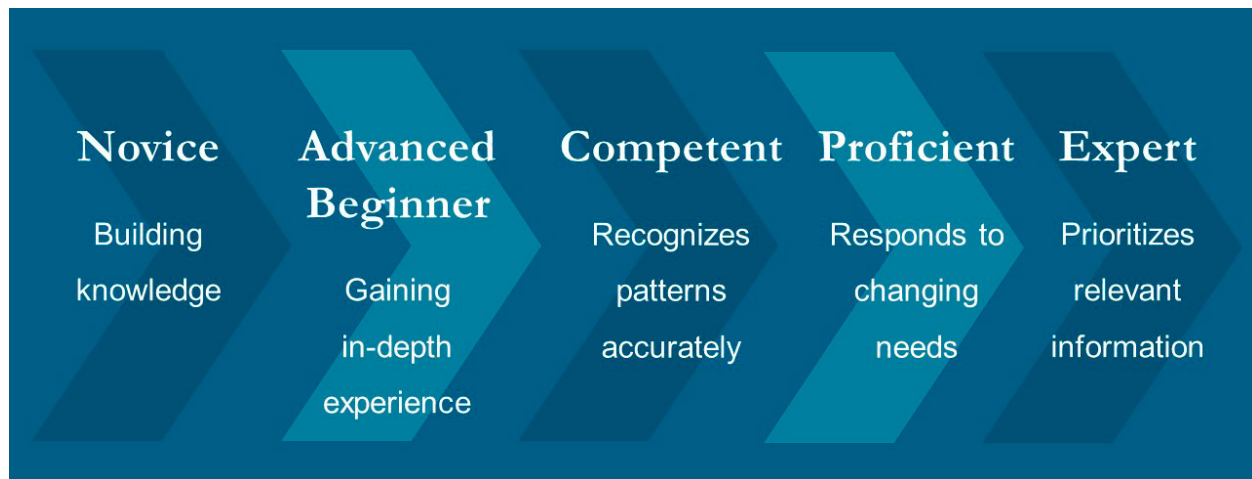 Novice
Building
knowledge
Advanced
Beginner
Gaining
in-depth
experience
Competent
Recognizes
patterns
accurately
Proficient
Responds to
changing
needs
Expert
Prioritizes
relevant
information